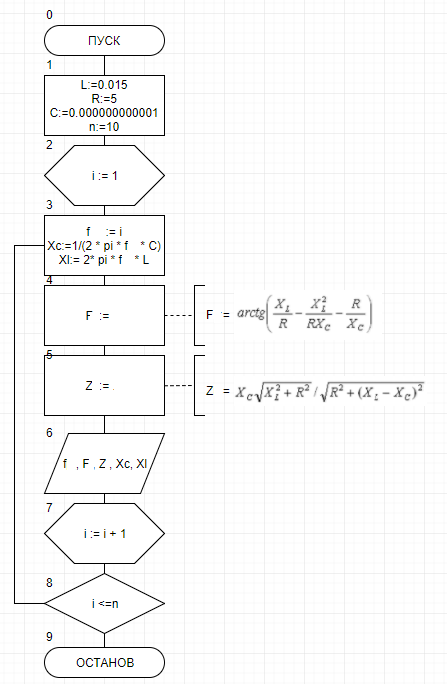 0
ПУСК
1
L:=0.015
R:=5
C:=0.000000000001
n:=10
2
i := 1
3
f := i
Xc:=1/(2 * pi * f * C)
Xl:= 2* pi * f * L
4
F :=
F := arctg(X_L/R − X_L^2/(RX_C) − R/X_C)
5
Z :=
Z = X_C√(X_L^2 + R^2) / √(R^2 + (X_L − X_C)^2)
6
f , F , Z , Xc, Xl
7
i := i + 1
8
i <=n
9
ОСТАНОВ